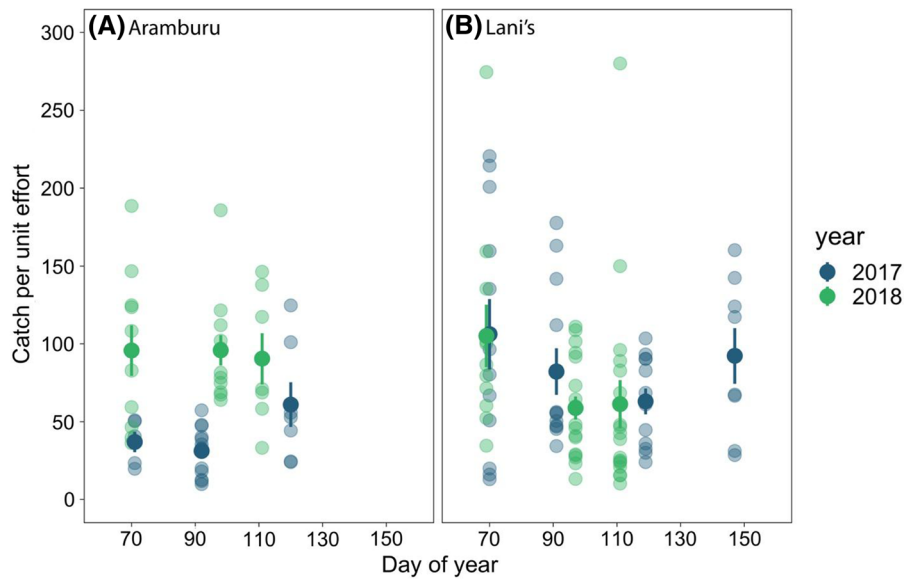 (A) Aramburu
(B) Lani's
Catch per unit effort
300
250
200
150
100
50
0
70 90 110 130 150
70 90 110 130 150
Day of year
year
2017
2018